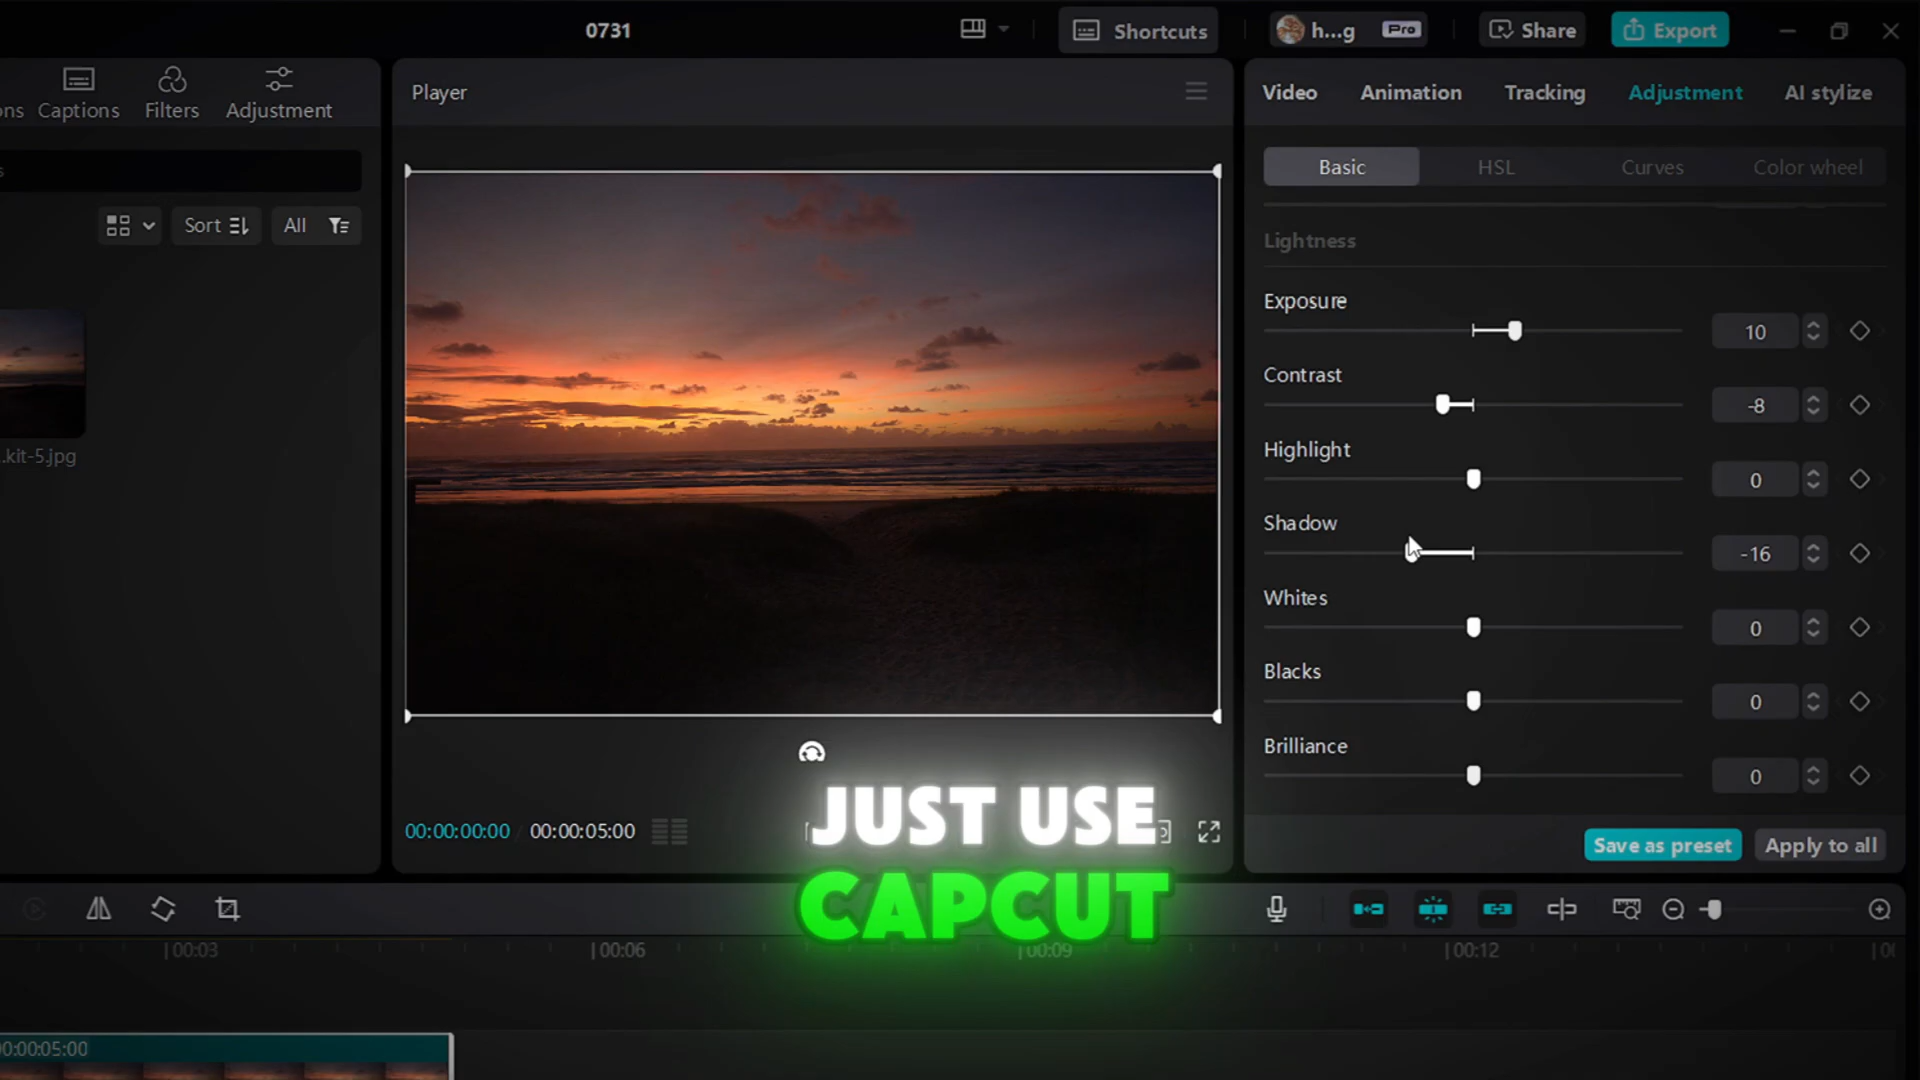 0731
Shortcuts
h...g
Pro
Share
Export
ns
Captions
Filters
Adjustment
Player
Video
Animation
Tracking
Adjustment
AI stylize
s
Basic
HSL
Curves
Color wheel
Sort
All
Lightness
Exposure
10
Contrast
-8
Highlight
0
Shadow
-16
Whites
0
Blacks
0
Brilliance
0
.kit-5.jpg
00:00:00:00
00:00:05:00
JUST USE
CAPCUT
Save as preset
Apply to all
00:03
00:06
00:09
00:12
0:00:05:00